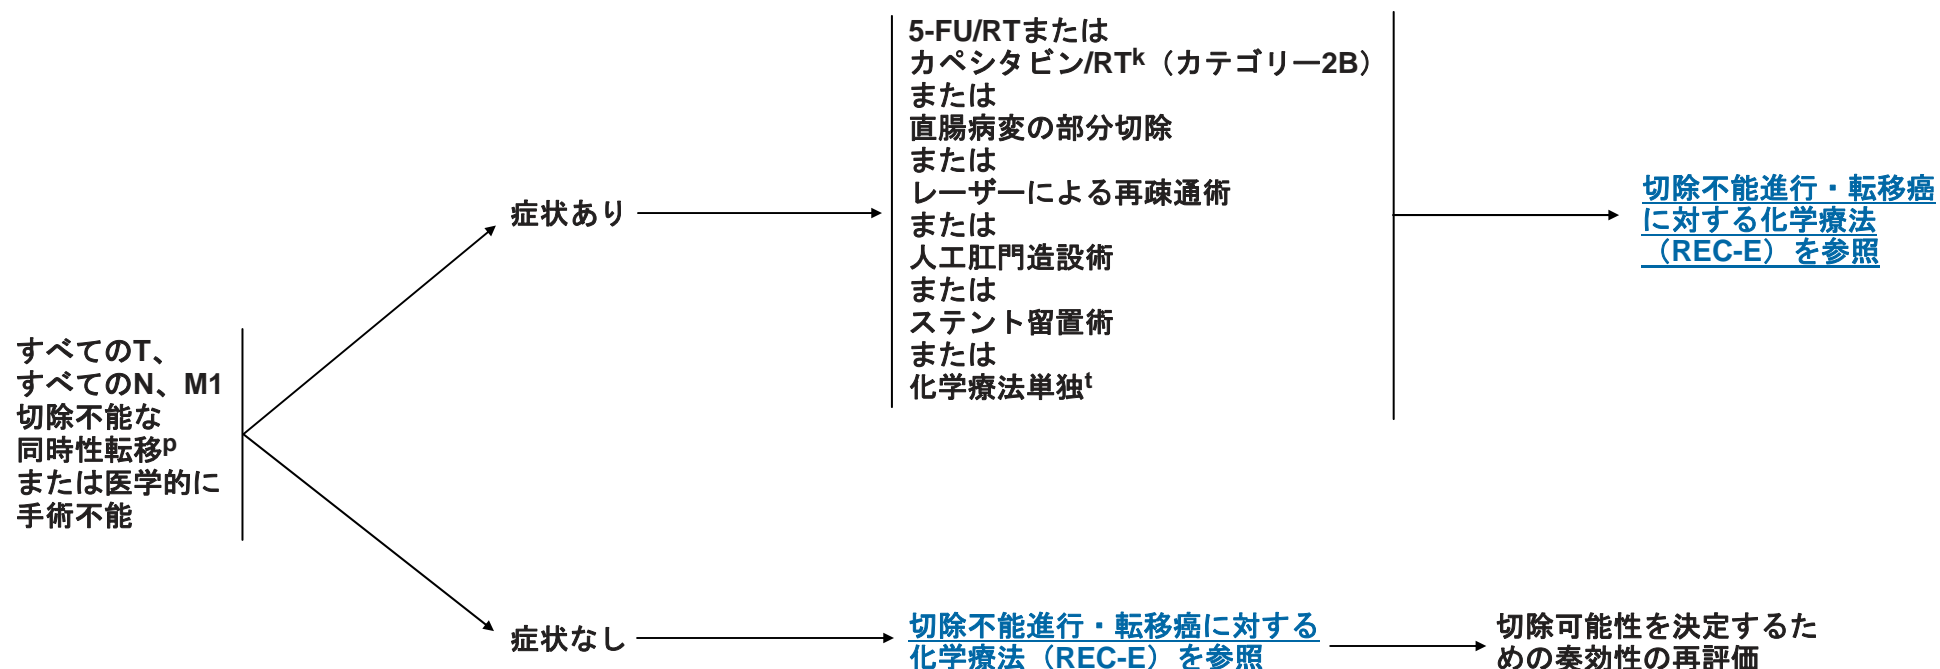 すべてのT、
すべてのN、M1
切除不能な
同時性転移p
または医学的に
手術不能
症状あり
5-FU/RTまたは
カペシタビン/RTk（カテゴリー2B）
または
直腸病変の部分切除
または
レーザーによる再疎通術
または
人工肛門造設術
または
ステント留置術
または
化学療法単独t
切除不能進行・転移癌
に対する化学療法
（REC-E）を参照
症状なし
切除不能進行・転移癌に対する
化学療法（REC-E）を参照
切除可能性を決定するた
めの奏効性の再評価